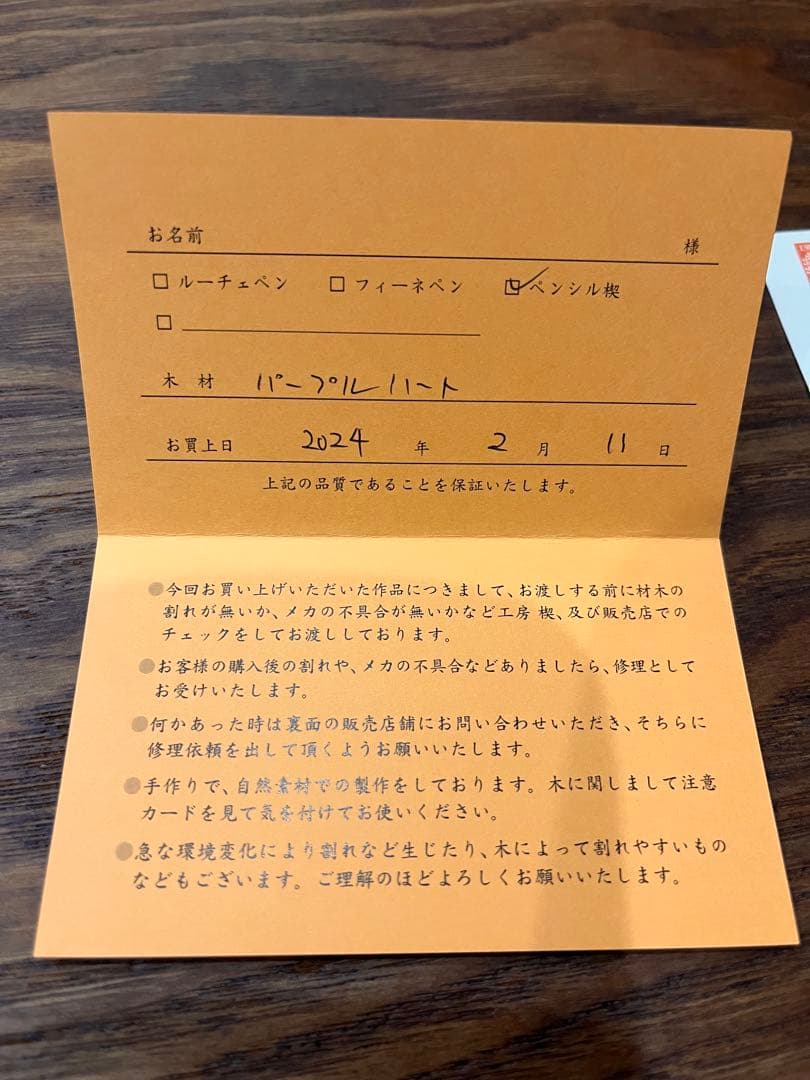 お名前 様
□ ルーチェペン □ フィーネペン ☑ ペンシル楔
□
木 材 パープルハート
お買上日 2024 年 2 月 11 日
上記の品質であることを保証いたします。
●今回お買い上げいただいた作品につきまして、お渡しする前に材木の
割れが無いか、メカの不具合が無いかなど工房 楔、及び販売店での
チェックをしてお渡ししております。
●お客様の購入後の割れや、メカの不具合などありましたら、修理として
お受けいたします。
●何かあった時は裏面の販売店舗にお問い合わせいただき、そちらに
修理依頼を出して頂くようお願いいたします。
●手作りで、自然素材での製作をしております。木に関しまして注意
カードを見て気を付けてお使いください。
●急な環境変化により割れなど生じたり、木によって割れやすいもの
などもございます。ご理解のほどよろしくお願いいたします。